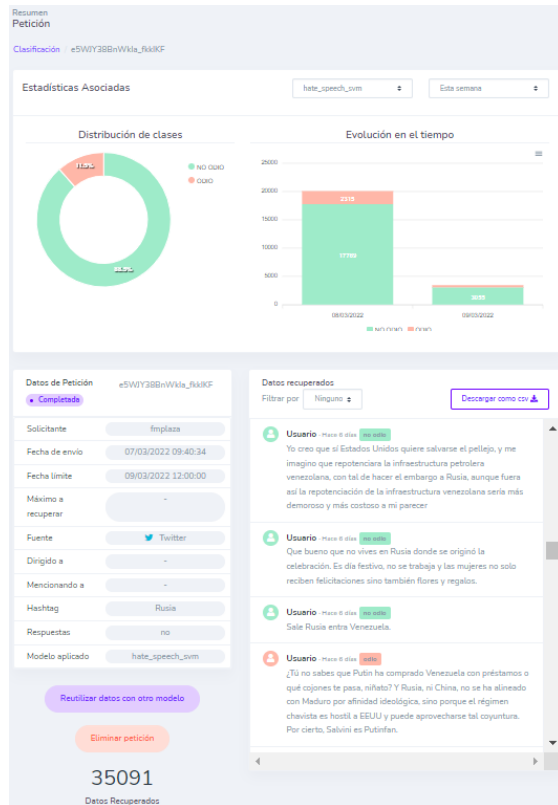 Resumen
Petición
Clasificación / e5WJY38BnWkla_fkklKF
Estadísticas Asociadas
hate_speech_svm
Esta semana
Distribución de clases
11.5%
NO ODIO
ODIO
Evolución en el tiempo
25000
20000
15000
10000
5000
0
2315
17760
08/03/2022
09/03/2022
NO ODIO ODIO
Datos de Petición
e5WJY38BnWkla_fkklKF
Completada
Solicitante fmplaza
Fecha de envío 07/03/2022 09:40:34
Fecha límite 09/03/2022 12:00:00
Máximo a
recuperar -
Fuente Twitter
Dirigido a -
Mencionando a -
Hashtag Rusia
Respuestas no
Modelo aplicado hate_speech_svm
Reutilizar datos con otro modelo
Eliminar petición
35091
Datos Recuperados
Datos recuperados
Filtrar por Ninguno
Descargar como csv
Usuario - Hace 8 días no odio
Yo creo que si Estados Unidos quiere salvarse el pellejo, y me
imagino que repotenciara la infraestructura petrolera
venezolana, con tal de hacer el embargo a Rusia, aunque fuera
así la repotenciación de la infraestructura venezolana sería más
demoroso y más costoso a mi parecer
Usuario - Hace 8 días no odio
Que bueno que no vives en Rusia donde se originó la
celebración. Es día festivo, no se trabaja y las mujeres no solo
reciben felicitaciones sino también flores y regalos.
Usuario - Hace 8 días no odio
Sale Rusia entra Venezuela.
Usuario - Hace 8 días odio
¿Tú no sabes que Putin ha comprado Venezuela con préstamos o
qué cojones te pasa, niñato? Y Rusia, ni China, no se ha alineado
con Maduro por afinidad ideológica, sino porque el régimen
chavista es hostil a EEUU y puede aprovecharse tal coyuntura.
Por cierto, Salvini es Putinfan.